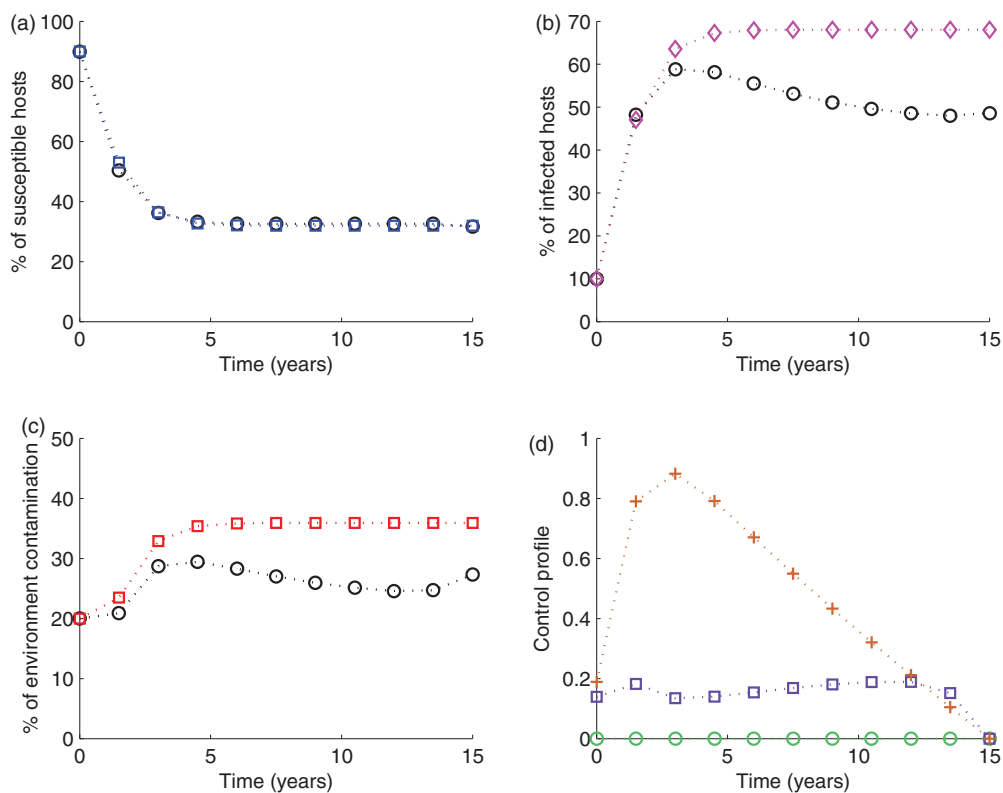 (a)
100
80
60
40
20
0
% of susceptible hosts
0 5 10 15
Time (years)
(b)
70
60
50
40
30
20
10
0
% of infected hosts
0 5 10 15
Time (years)
(c)
50
40
30
20
10
0
% of environment contamination
0 5 10 15
Time (years)
(d)
1
0.8
0.6
0.4
0.2
0
Control profile
0 5 10 15
Time (years)